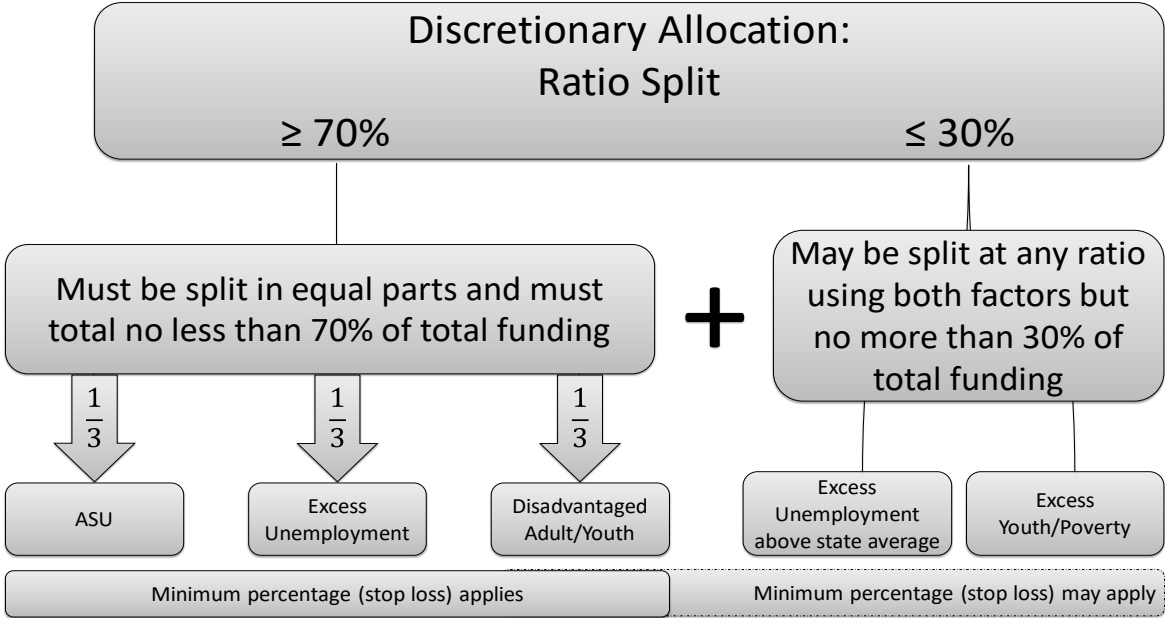 Discretionary Allocation:
Ratio Split
≥ 70%
≤ 30%
Must be split in equal parts and must
total no less than 70% of total funding
+
May be split at any ratio
using both factors but
no more than 30% of
total funding
1/3
1/3
1/3
ASU
Excess
Unemployment
Disadvantaged
Adult/Youth
Excess
Unemployment
above state average
Excess
Youth/Poverty
Minimum percentage (stop loss) applies
Minimum percentage (stop loss) may apply